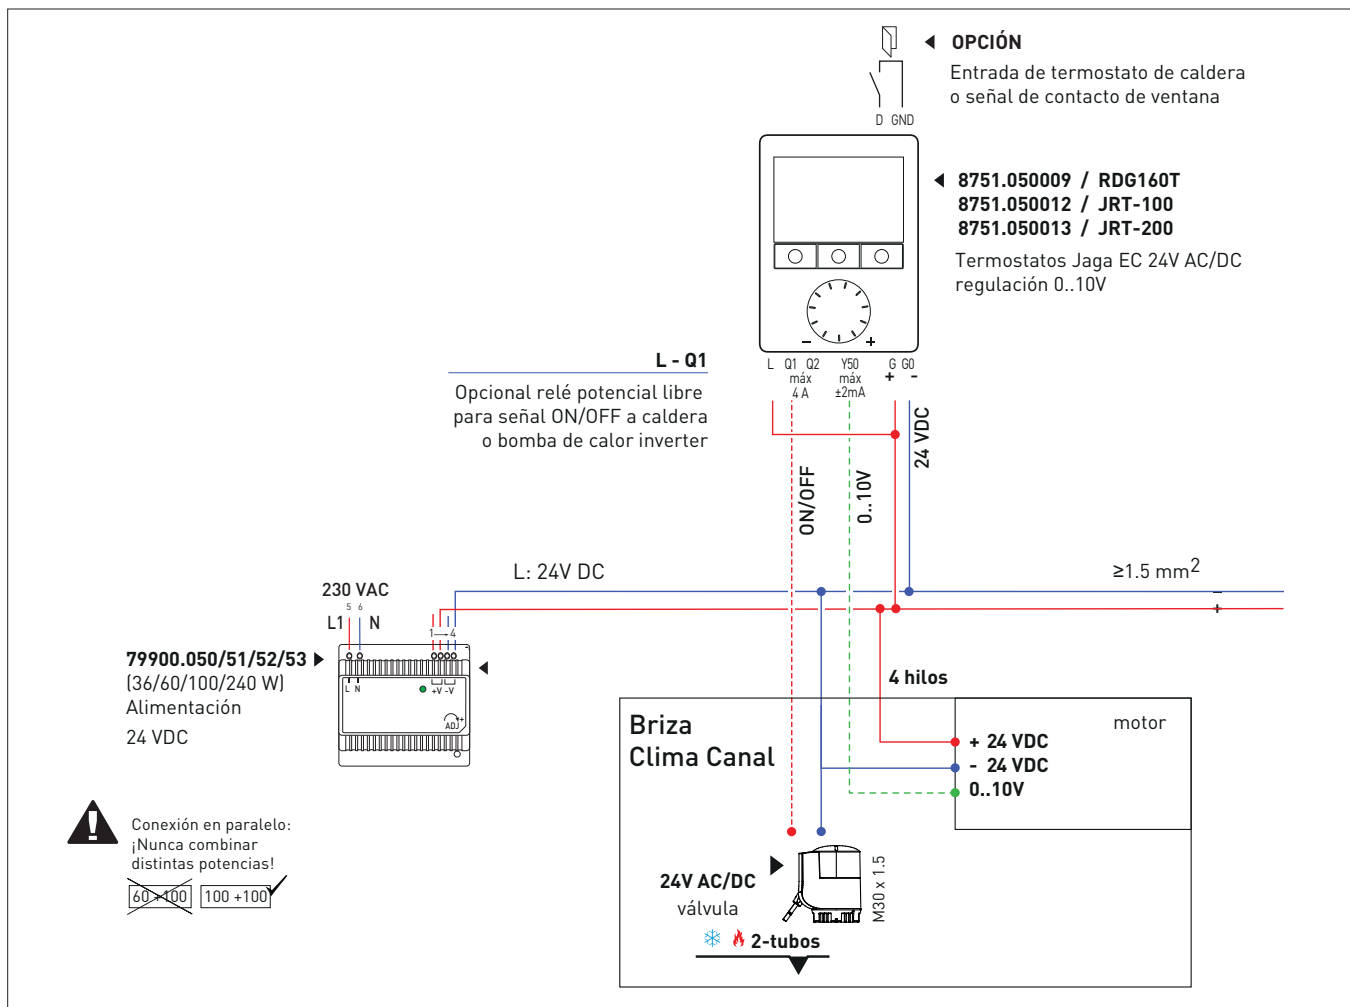 OPCIÓN
Entrada de termostato de caldera
o señal de contacto de ventana
D GND
8751.050009 / RDG160T
8751.050012 / JRT-100
8751.050013 / JRT-200
Termostatos Jaga EC 24V AC/DC
regulación 0..10V
- +
L Q1 Q2 Y50 G G0
máx máx + -
4 A ±2mA
L - Q1
Opcional relé potencial libre
para señal ON/OFF a caldera
o bomba de calor inverter
24 VDC
ON/OFF
0..10V
L: 24V DC
≥1.5 mm2
-
+
230 VAC
5 6
L1 N
1 → 4
79900.050/51/52/53
(36/60/100/240 W)
Alimentación
24 VDC
L N
+V -V
ADJ +
-
4 hilos
Briza
Clima Canal
motor
+ 24 VDC
- 24 VDC
0..10V
Conexión en paralelo:
¡Nunca combinar
distintas potencias!
60 +100
100 +100
24V AC/DC
válvula
M30 x 1.5
2-tubos